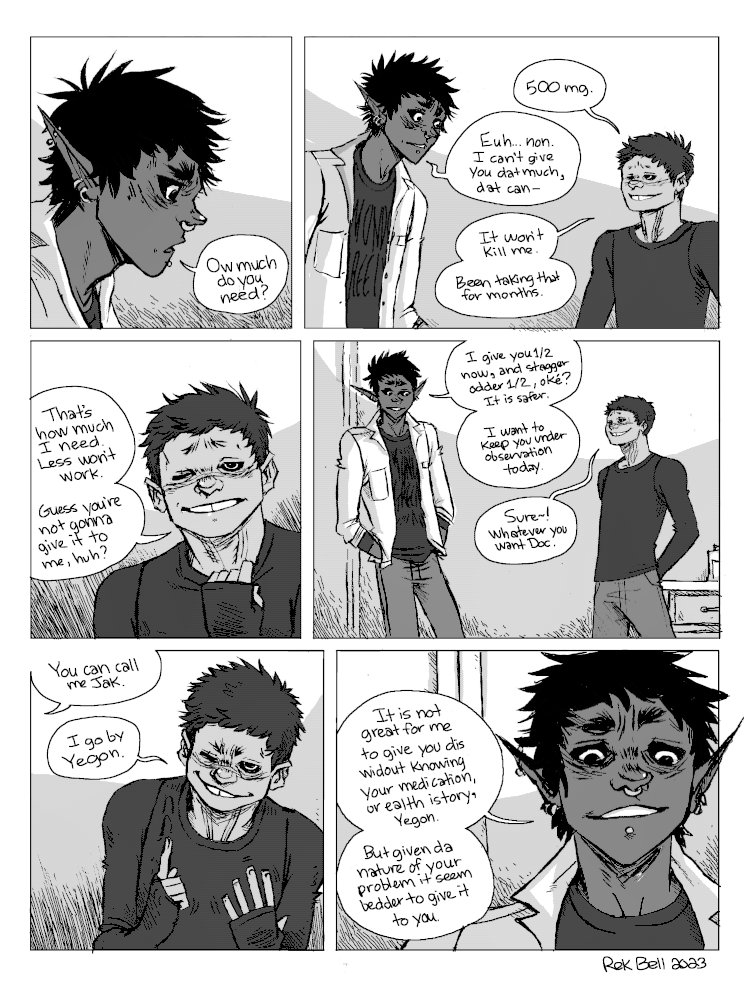 Ow much
do you
need?
500 mg.
Euh... non.
I can't give
you dat much,
dat can—
It won't
kill me.
Been taking that
for months.
That's
how much
I need.
Less won't
work.
Guess you're
not gonna
give it to
me, huh?
I give you 1/2
now, and stagger
odder 1/2, oké?
It is safer.
I want to
keep you under
observation
today.
Sure~!
Whatever you
want Doc.
You can call
me Jak.
I go by
Yegon.
It is not
great for me
to give you dis
widout knowing
your medication,
or ealth istory,
Yegon.
But given da
nature of your
problem it seem
bedder to give it
to you.
Rek Bell 2023